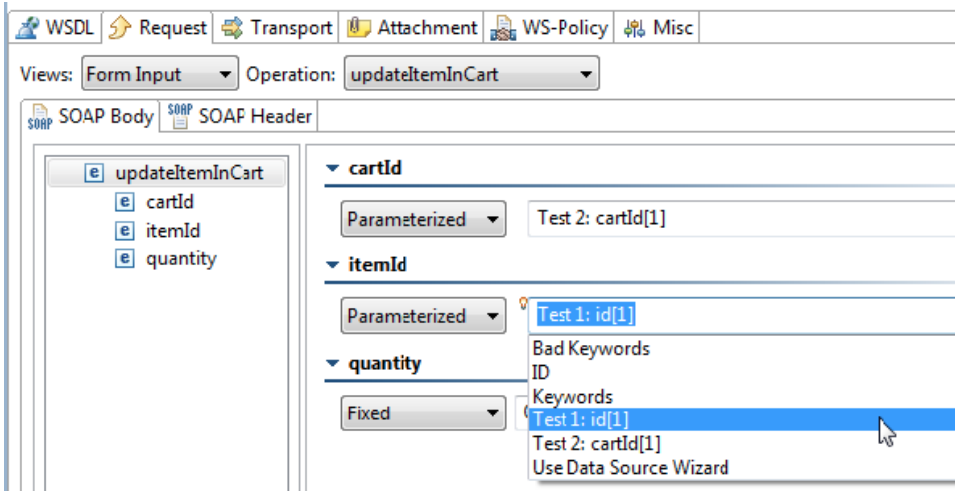 WSDL Request Transport Attachment WS-Policy Misc
Views: Form Input Operation: updateItemInCart
SOAP SOAP Body SOAP SOAP Header
e updateItemInCart
e cartId
e itemId
e quantity
cartId
Parameterized Test 2: cartId[1]
itemId
Parameterized Test 1: id[1]
quantity
Fixed
Bad Keywords
ID
Keywords
Test 1: id[1]
Test 2: cartId[1]
Use Data Source Wizard